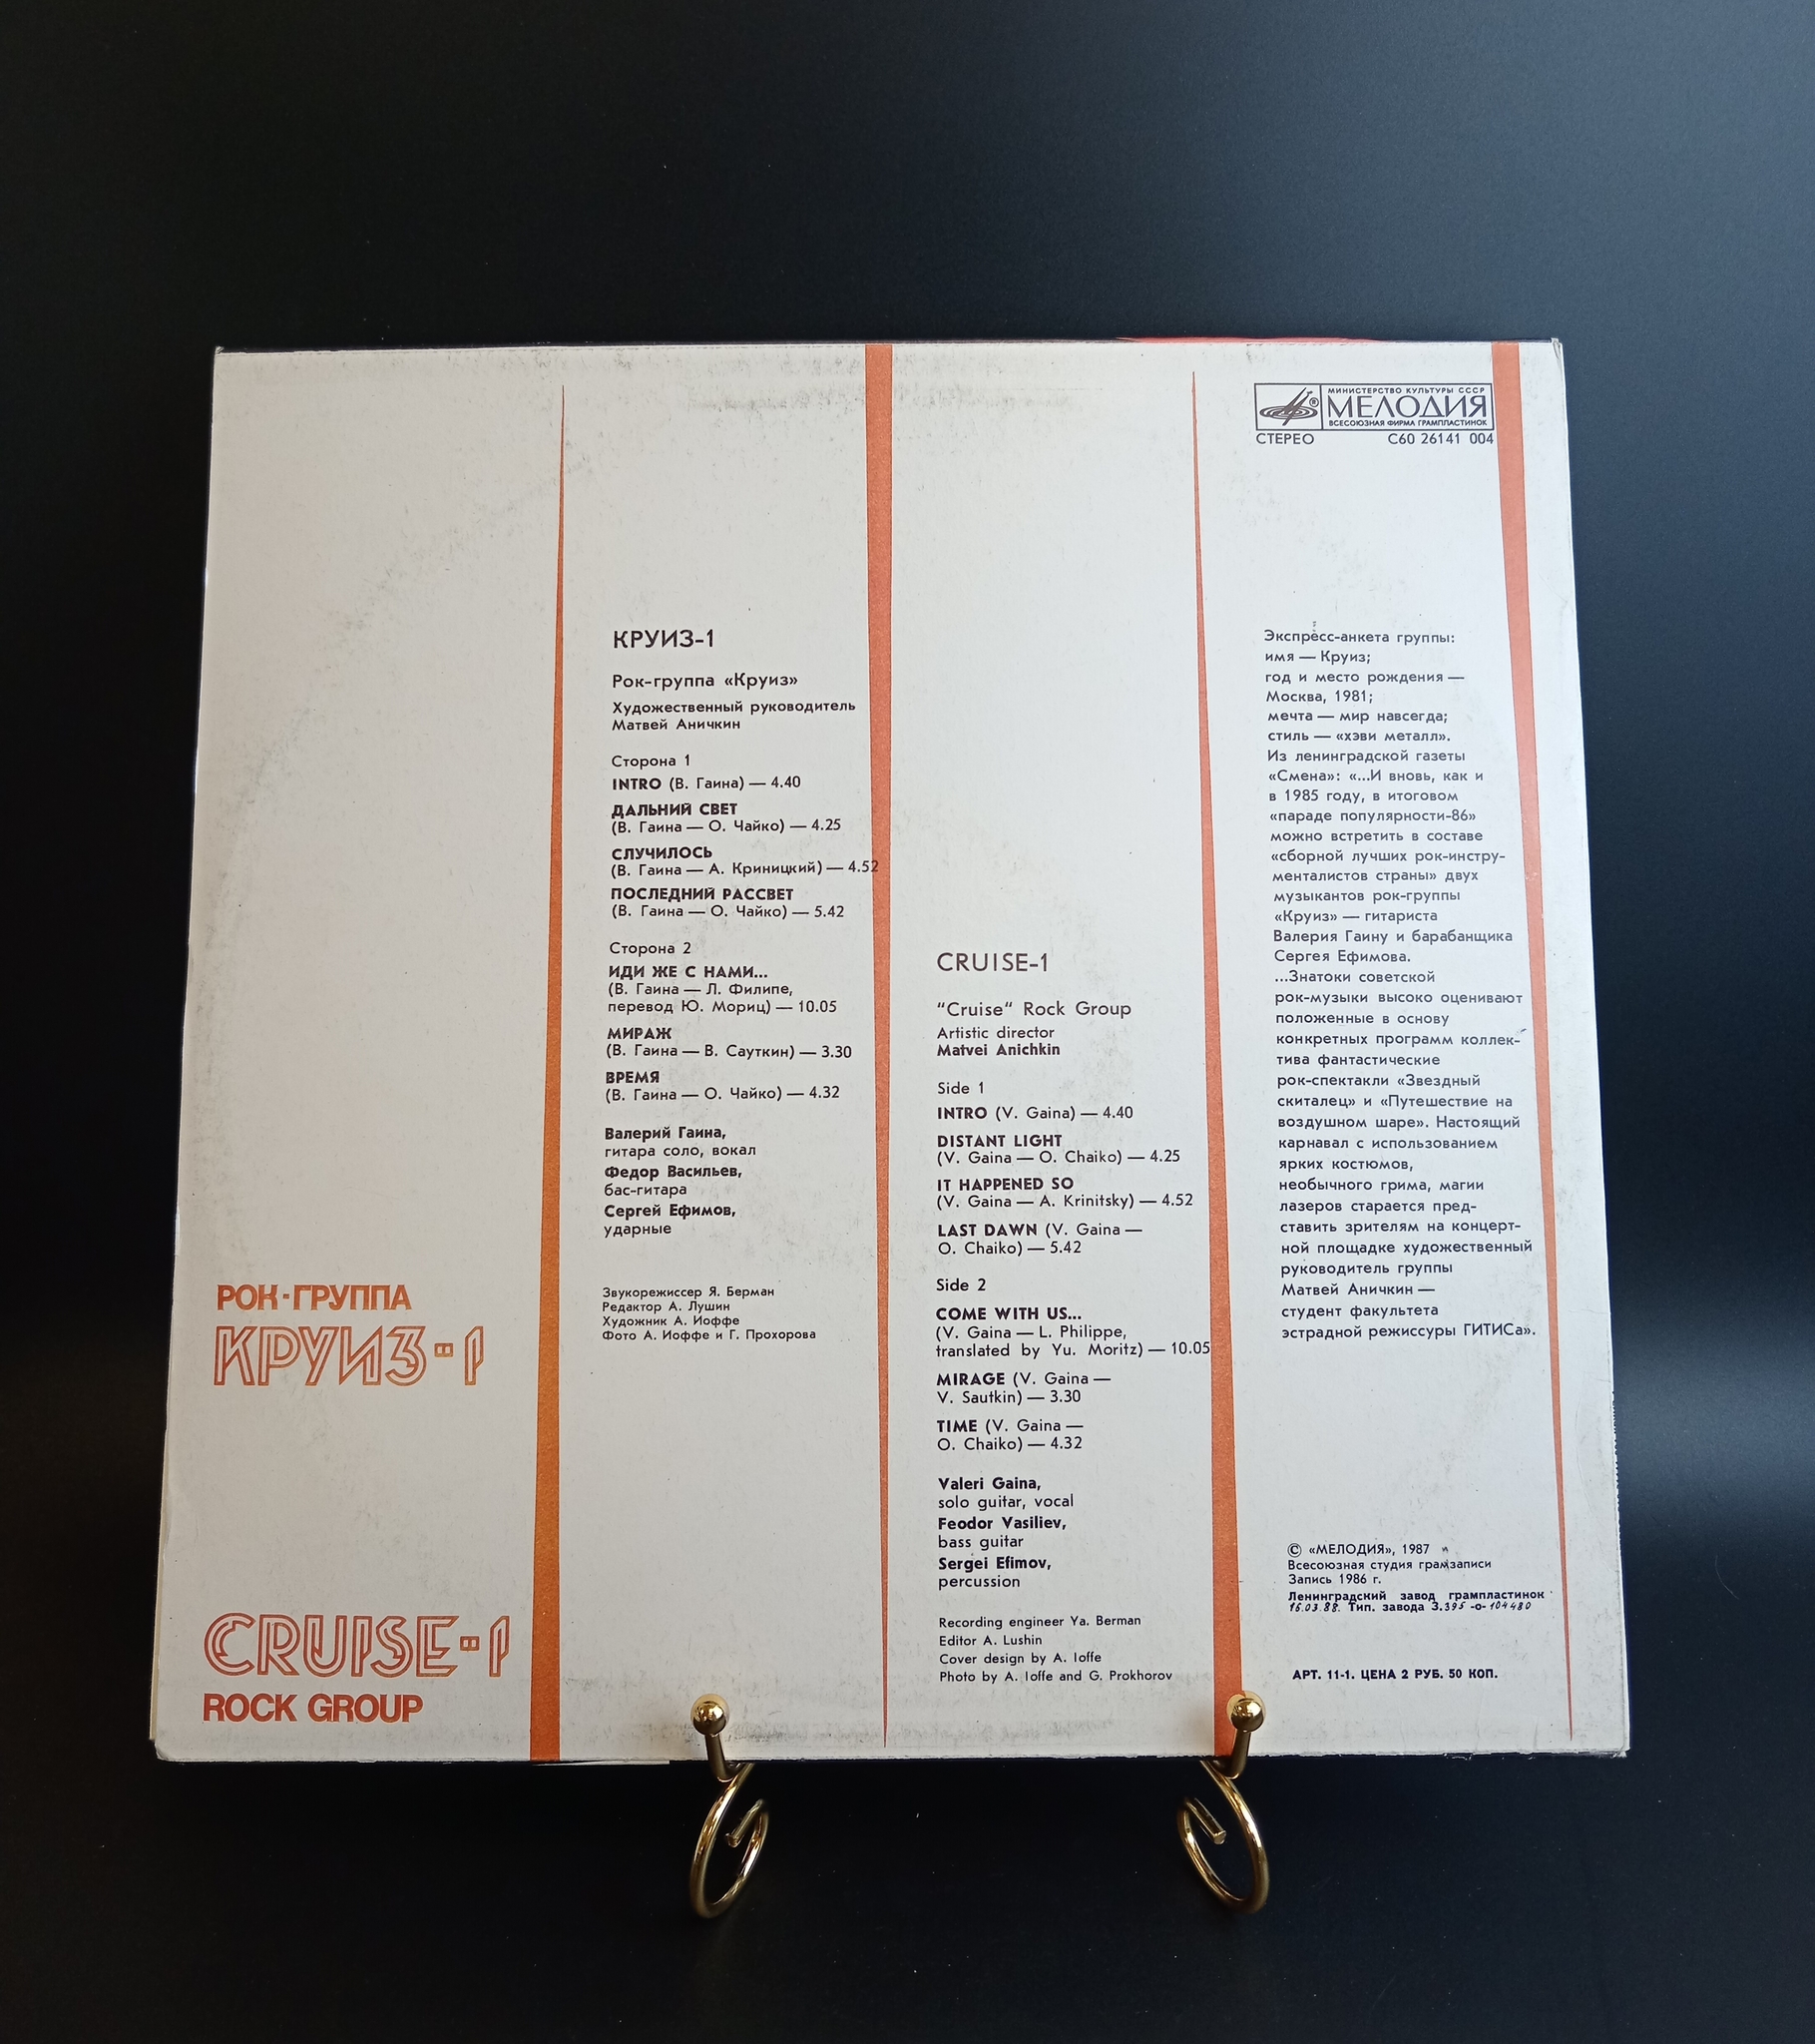 МИНИСТЕРСТВО КУЛЬТУРЫ СССР
МЕЛОДИЯ
ВСЕСОЮЗНАЯ ФИРМА ГРАМПЛАСТИНОК
СТЕРЕО С60 26141 004
РОК-ГРУППА
КРУИЗ-1
CRUISE-1
ROCK GROUP
КРУИЗ-1
Рок-группа «Круиз»
Художественный руководитель
Матвей Аничкин
Сторона 1
INTRO (В. Гаина) — 4.40
ДАЛЬНИЙ СВЕТ
(В. Гаина — О. Чайко) — 4.25
СЛУЧИЛОСЬ
(В. Гаина — А. Криницкий) — 4.52
ПОСЛЕДНИЙ РАССВЕТ
(В. Гаина — О. Чайко) — 5.42
Сторона 2
ИДИ ЖЕ С НАМИ...
(В. Гаина — Л. Филипе,
перевод Ю. Мориц) — 10.05
МИРАЖ
(В. Гаина — В. Сауткин) — 3.30
ВРЕМЯ
(В. Гаина — О. Чайко) — 4.32
Валерий Гаина,
гитара соло, вокал
Федор Васильев,
бас-гитара
Сергей Ефимов,
ударные
Звукорежиссер Я. Берман
Редактор А. Лушин
Художник А. Иоффе
Фото А. Иоффе и Г. Прохорова
CRUISE-1
"Cruise" Rock Group
Artistic director
Matvei Anichkin
Side 1
INTRO (V. Gaina) — 4.40
DISTANT LIGHT
(V. Gaina — O. Chaiko) — 4.25
IT HAPPENED SO
(V. Gaina — A. Krinitsky) — 4.52
LAST DAWN (V. Gaina —
O. Chaiko) — 5.42
Side 2
COME WITH US...
(V. Gaina — L. Philippe,
translated by Yu. Moritz) — 10.05
MIRAGE (V. Gaina —
V. Sautkin) — 3.30
TIME (V. Gaina —
O. Chaiko) — 4.32
Valeri Gaina,
solo guitar, vocal
Feodor Vasiliev,
bass guitar
Sergei Efimov,
percussion
Recording engineer Ya. Berman
Editor A. Lushin
Cover design by A. Ioffe
Photo by A. Ioffe and G. Prokhorov
Экспресс-анкета группы:
имя — Круиз;
год и место рождения —
Москва, 1981;
мечта — мир навсегда;
стиль — «хэви металл».
Из ленинградской газеты
«Смена»: «...И вновь, как и
в 1985 году, в итоговом
«параде популярности-86»
можно встретить в составе
«сборной лучших рок-инстру-
менталистов страны» двух
музыкантов рок-группы
«Круиз» — гитариста
Валерия Гаину и барабанщика
Сергея Ефимова.
...Знатоки советской
рок-музыки высоко оценивают
положенные в основу
конкретных программ коллек-
тива фантастические
рок-спектакли «Звездный
скиталец» и «Путешествие на
воздушном шаре». Настоящий
карнавал с использованием
ярких костюмов,
необычного грима, магии
лазеров старается пред-
ставить зрителям на концерт-
ной площадке художественный
руководитель группы
Матвей Аничкин —
студент факультета
эстрадной режиссуры ГИТИСа».
© «МЕЛОДИЯ», 1987
Всесоюзная студия грамзаписи
Запись 1986 г.
Ленинградский завод грампластинок
16.03.88. Тип. завода З.395-0-104480
АРТ. 11-1. ЦЕНА 2 РУБ. 50 КОП.